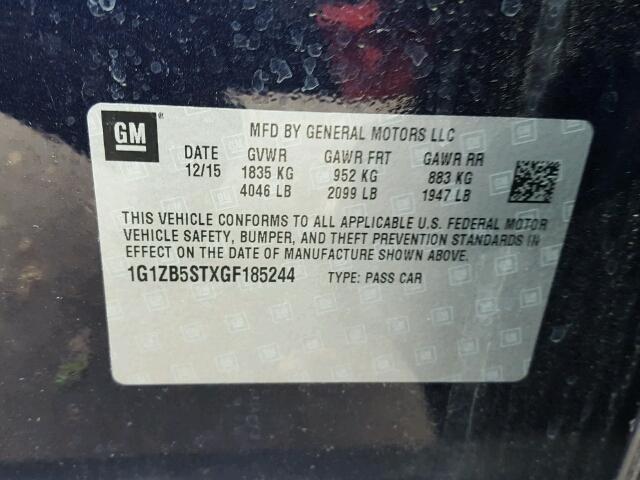 GM ®
MFD BY GENERAL MOTORS LLC
DATE GVWR GAWR FRT GAWR RR
12/15 1835 KG 952 KG 883 KG
4046 LB 2099 LB 1947 LB
THIS VEHICLE CONFORMS TO ALL APPLICABLE U.S. FEDERAL MOTOR
VEHICLE SAFETY, BUMPER, AND THEFT PREVENTION STANDARDS IN
EFFECT ON THE DATE OF MANUFACTURE SHOWN ABOVE.
1G1ZB5STXGF185244 TYPE: PASS CAR